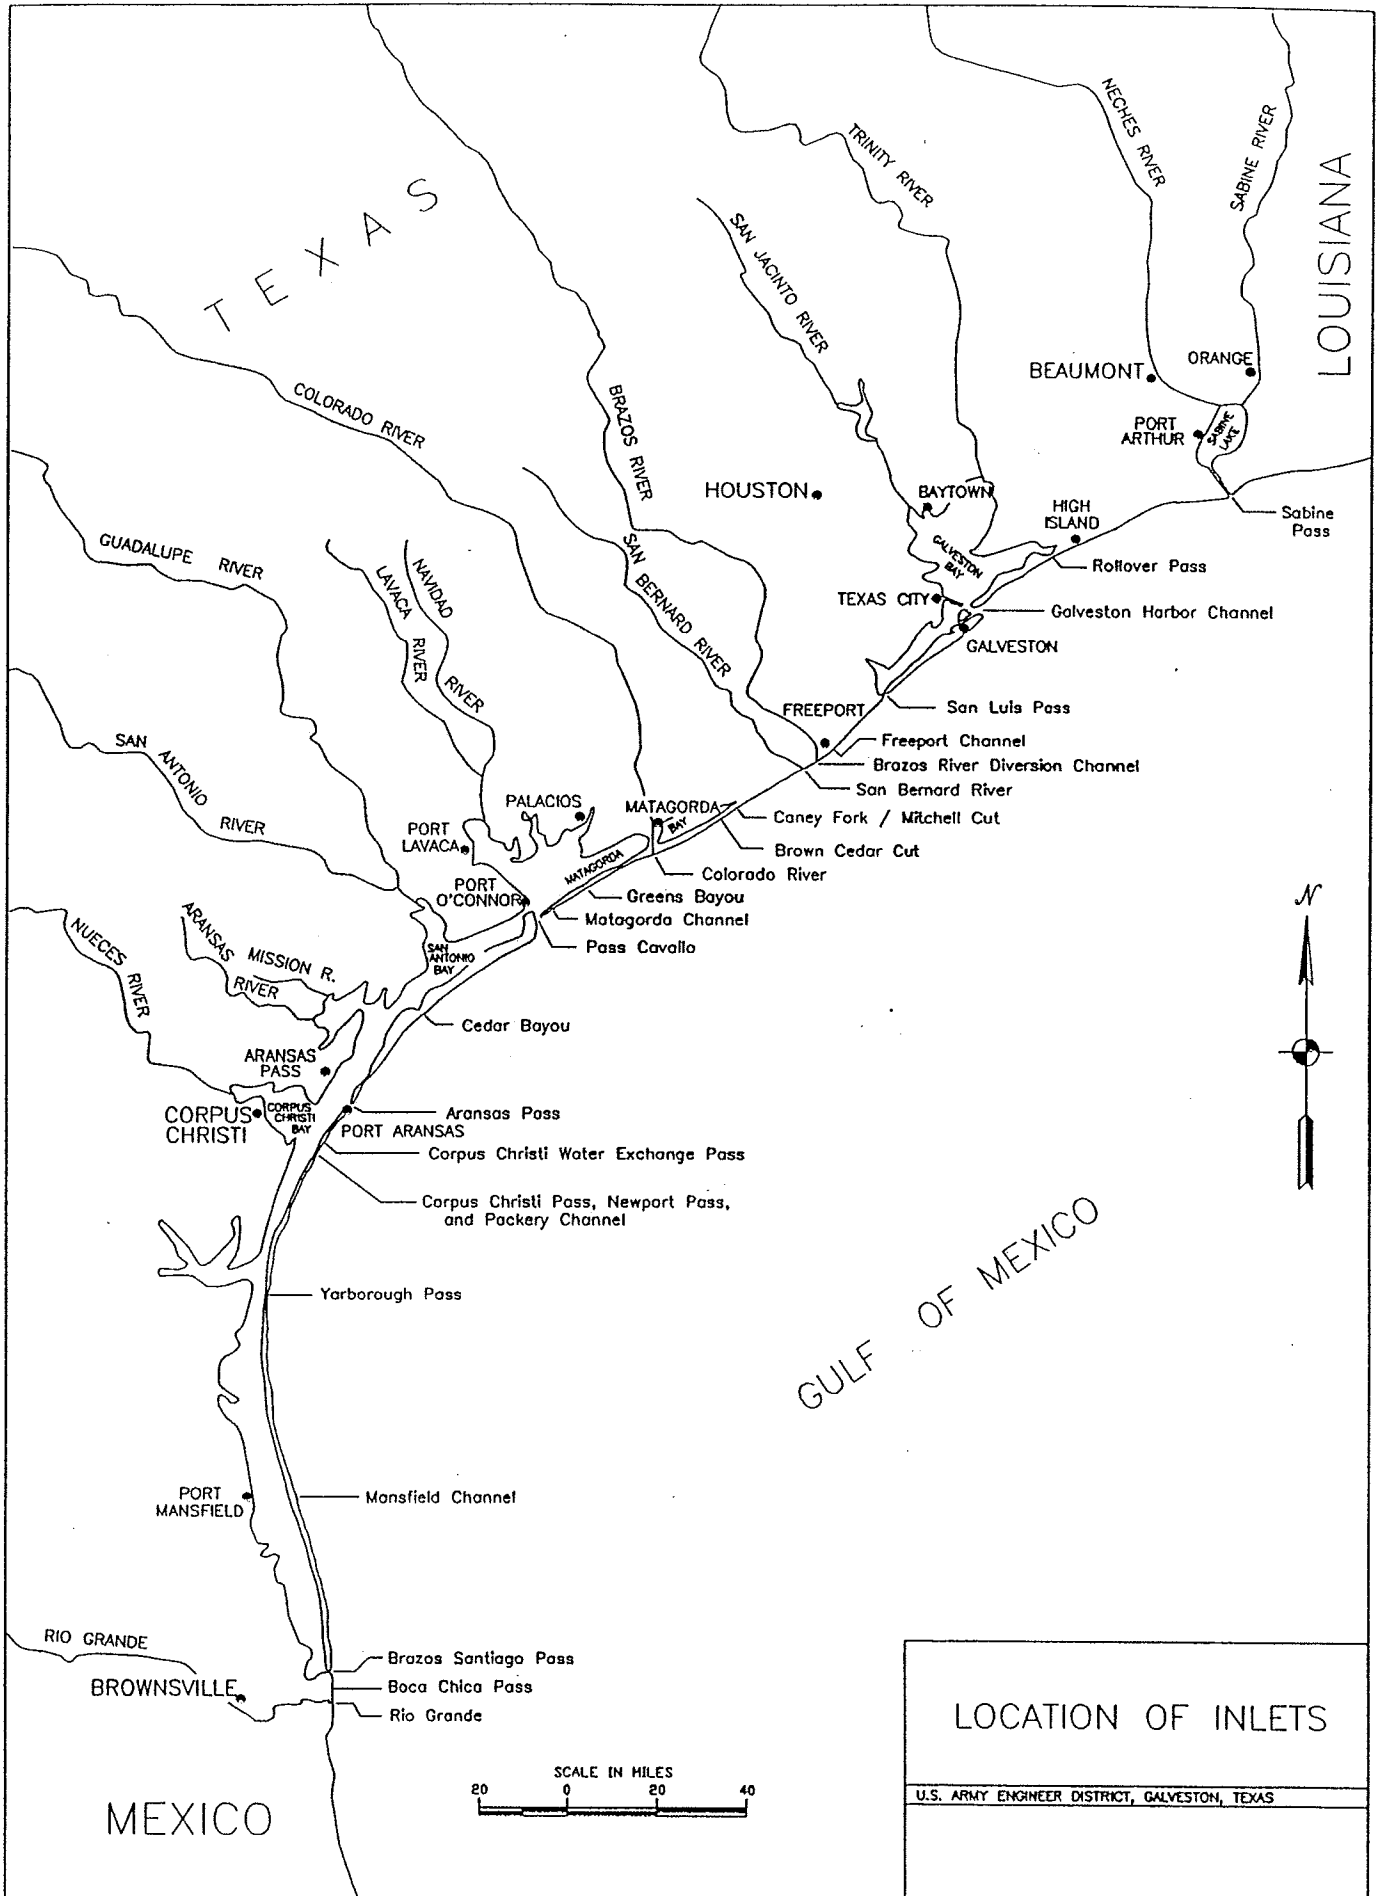 NECHES RIVER
SABINE RIVER
TRINITY RIVER
LOUISIANA
TEXAS
SAN JACINTO RIVER
ORANGE
BEAUMONT
COLORADO RIVER
BRAZOS RIVER
PORT
ARTHUR
SABINE
LAKE
HOUSTON
BAYTOWN
HIGH
ISLAND
Sabine
Pass
GUADALUPE RIVER
SAN BERNARD RIVER
GALVESTON
BAY
LAVACA RIVER
NAVIDAD RIVER
Rollover Pass
TEXAS CITY
Galveston Harbor Channel
GALVESTON
San Luis Pass
FREEPORT
SAN ANTONIO RIVER
Freeport Channel
Brazos River Diversion Channel
San Bernard River
PALACIOS
MATAGORDA
BAY
Caney Fork / Mitchell Cut
PORT
LAVACA
Brown Cedar Cut
MATAGORDA
Colorado River
PORT
O'CONNOR
Greens Bayou
Matagorda Channel
Pass Cavallo
N
NUECES RIVER
ARANSAS RIVER
MISSION R.
SAN
ANTONIO
BAY
Cedar Bayou
ARANSAS
PASS
CORPUS
CHRISTI
CORPUS
CHRISTI
BAY
Aransas Pass
PORT ARANSAS
Corpus Christi Water Exchange Pass
Corpus Christi Pass, Newport Pass,
and Packery Channel
GULF OF MEXICO
Yarborough Pass
PORT
MANSFIELD
Mansfield Channel
RIO GRANDE
Brazos Santiago Pass
BROWNSVILLE
Boca Chica Pass
Rio Grande
LOCATION OF INLETS
SCALE IN MILES
20 0 20 40
U.S. ARMY ENGINEER DISTRICT, GALVESTON, TEXAS
MEXICO